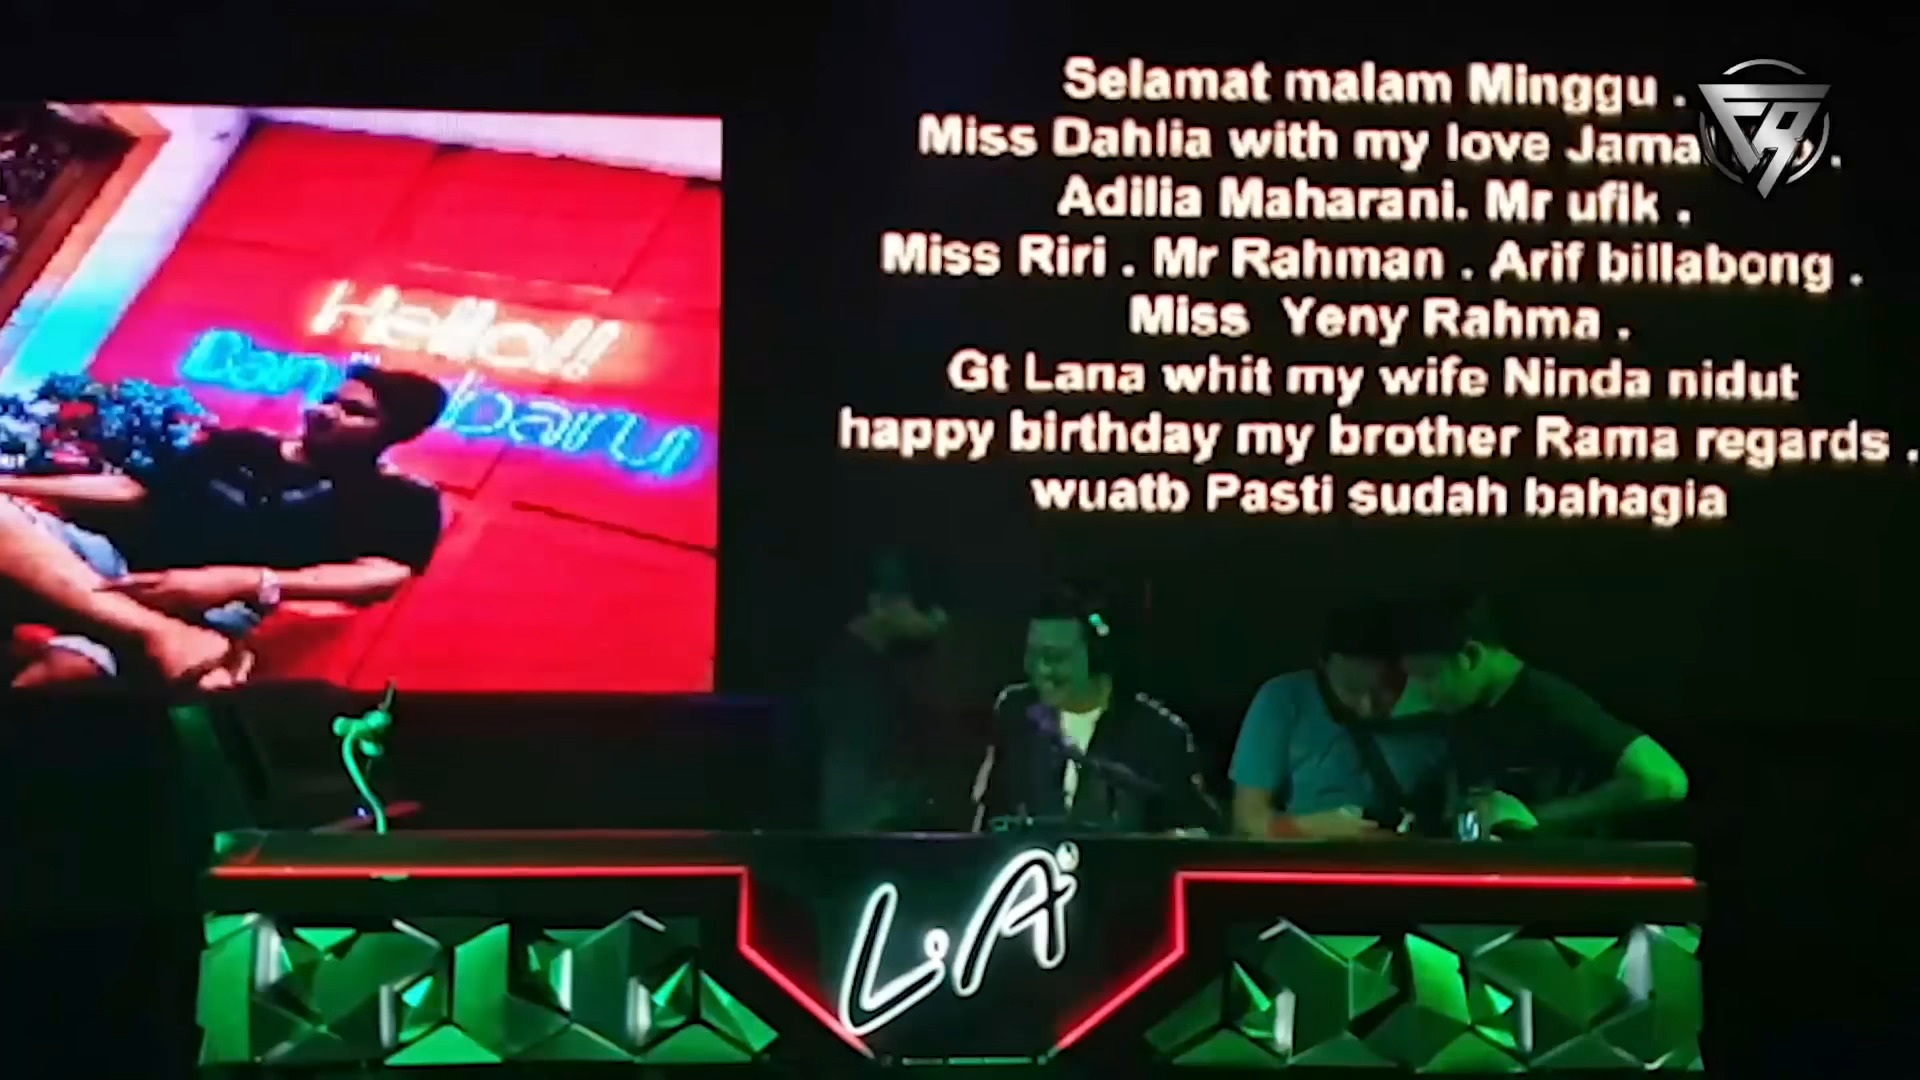 Selamat malam Minggu .
Miss Dahlia with my love
Adilia Maharani. Mr ufik .
Miss Riri . Mr Rahman . Arif billabong .
Miss Yeny Rahma .
Gt Lana whit my wife Ninda nidut
happy birthday my brother Rama regards .
wuatb Pasti sudah bahagia
Hello!!
L.A